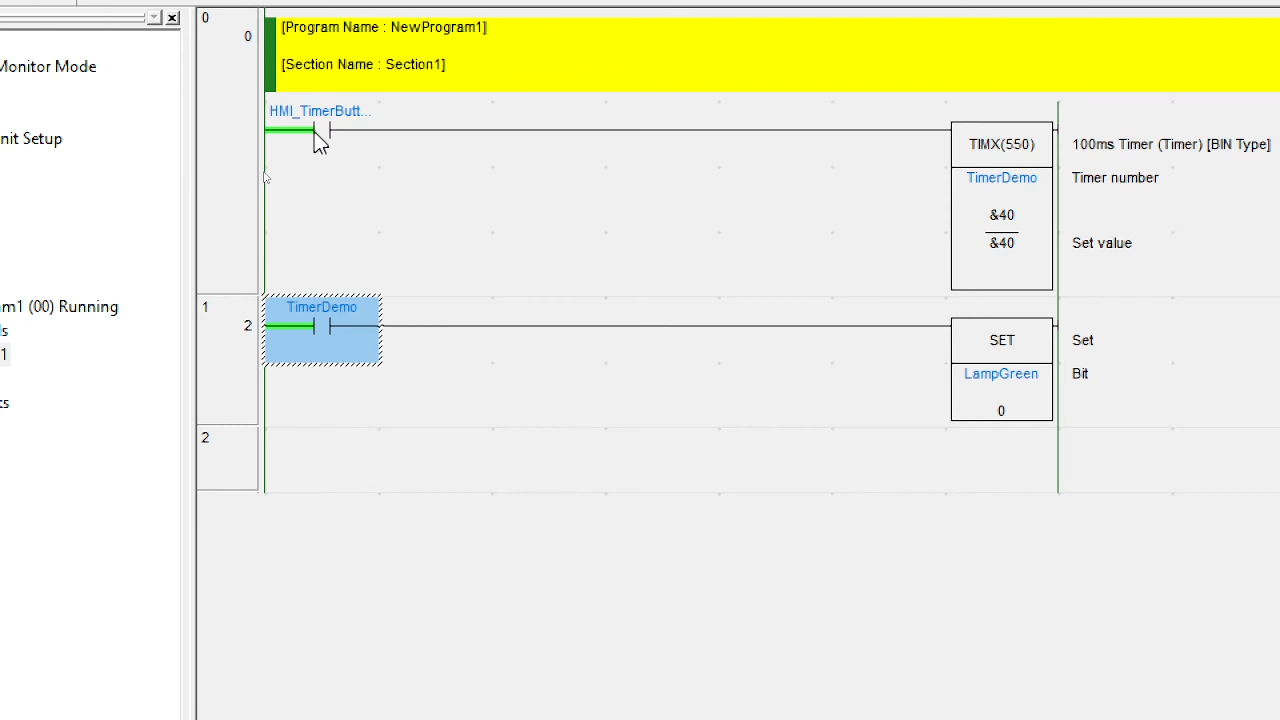 Monitor Mode
nit Setup
m1 (00) Running
ls
1
ts
0
0
[Program Name : NewProgram1]
[Section Name : Section1]
HMI_TimerButt...
TIMX(550)
100ms Timer (Timer) [BIN Type]
TimerDemo
Timer number
&40
&40
Set value
1
2
TimerDemo
SET
Set
LampGreen
Bit
0
2